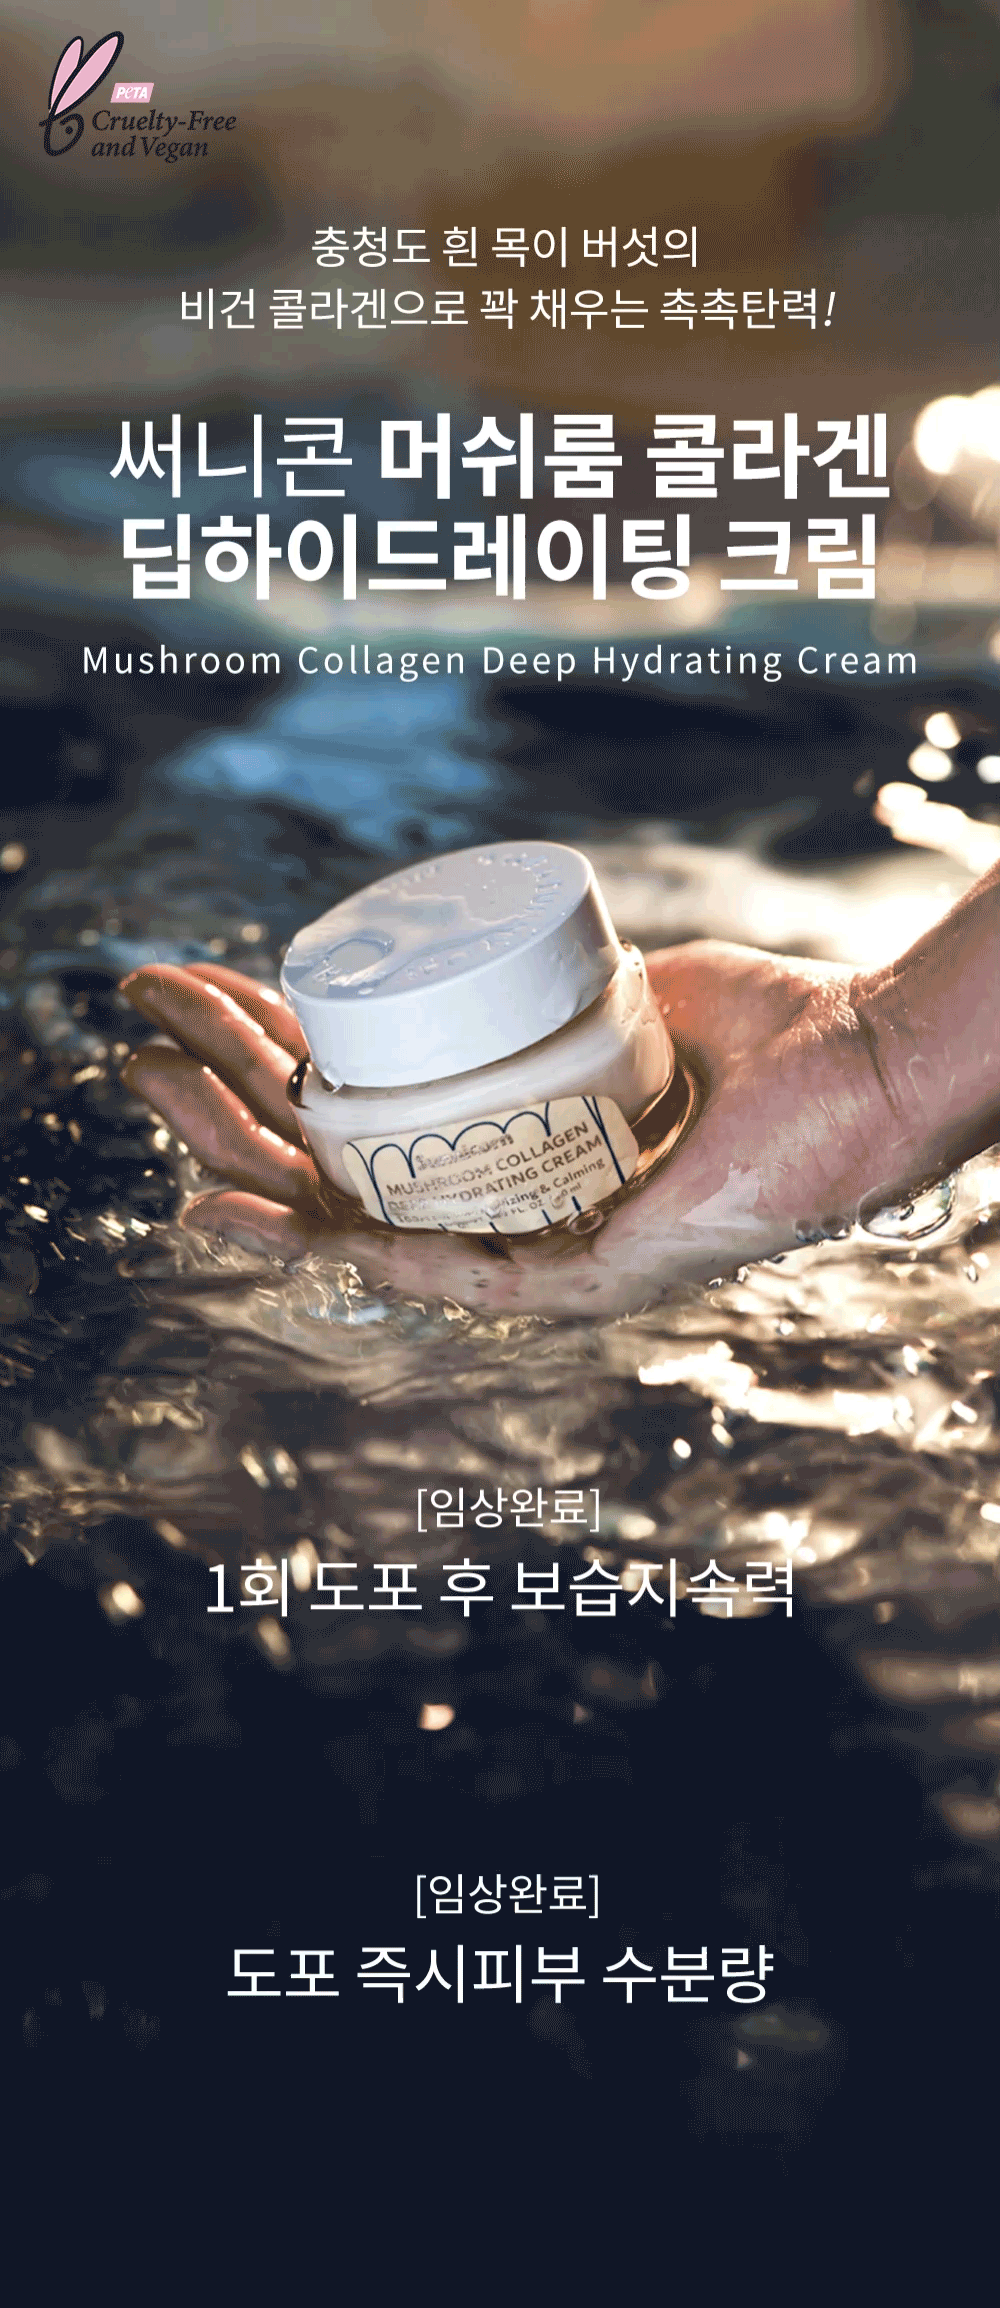 PETA
Cruelty-Free
and Vegan
충청도 흰 목이 버섯의
비건 콜라겐으로 꽉 채우는 촉촉탄력!
써니콘 머쉬룸 콜라겐
딥하이드레이팅 크림
Mushroom Collagen Deep Hydrating Cream
Sunnicorn
MUSHROOM COLLAGEN
DEEP HYDRATING CREAM
& Calming
FL. OZ
[임상완료]
1회 도포 후 보습지속력
[임상완료]
도포 즉시피부 수분량